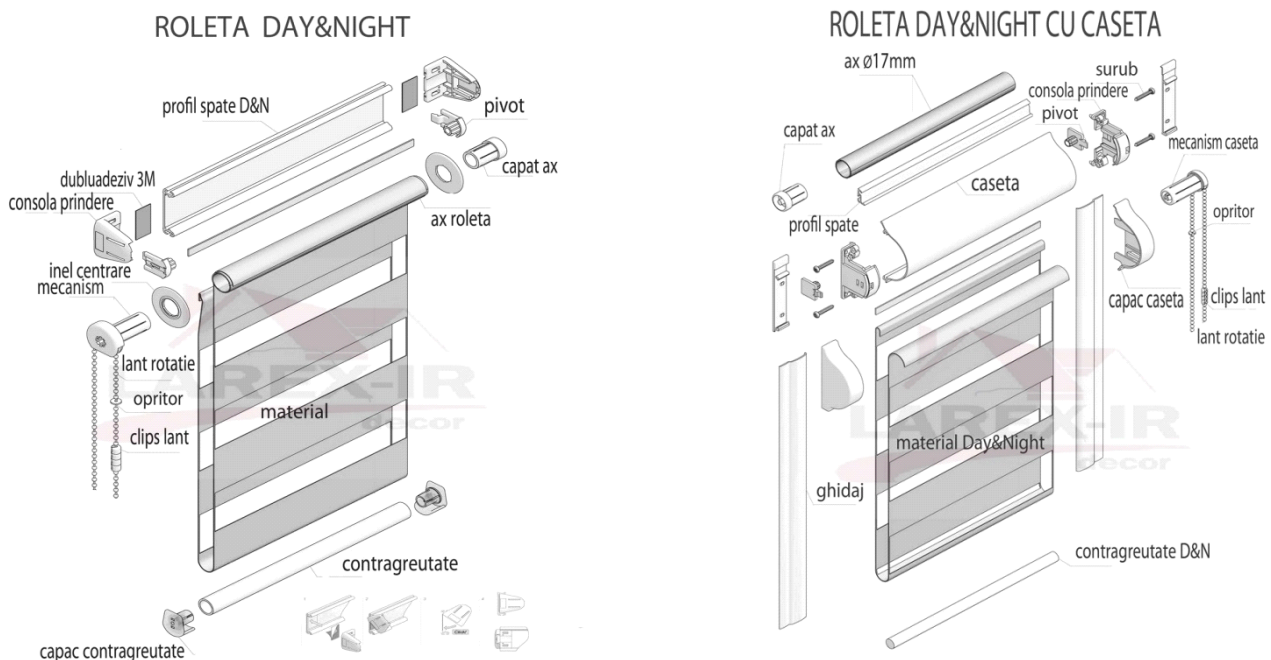 ROLETA DAY&NIGHT
profil spate D&N
pivot
capat ax
dubluadeziv 3M
consola prindere
ax roleta
inel centrare
mecanism
lant rotatie
opritor
material
clips lant
contragreutate
capac contragreutate
LAREX-IR
decor
ROLETA DAY&NIGHT CU CASETA
ax ø17mm
surub
consola prindere
pivot
capat ax
mecanism caseta
caseta
profil spate
opritor
capac caseta
clips lant
lant rotatie
material Day&Night
ghidaj
contragreutate D&N
LAREX-IR
decor